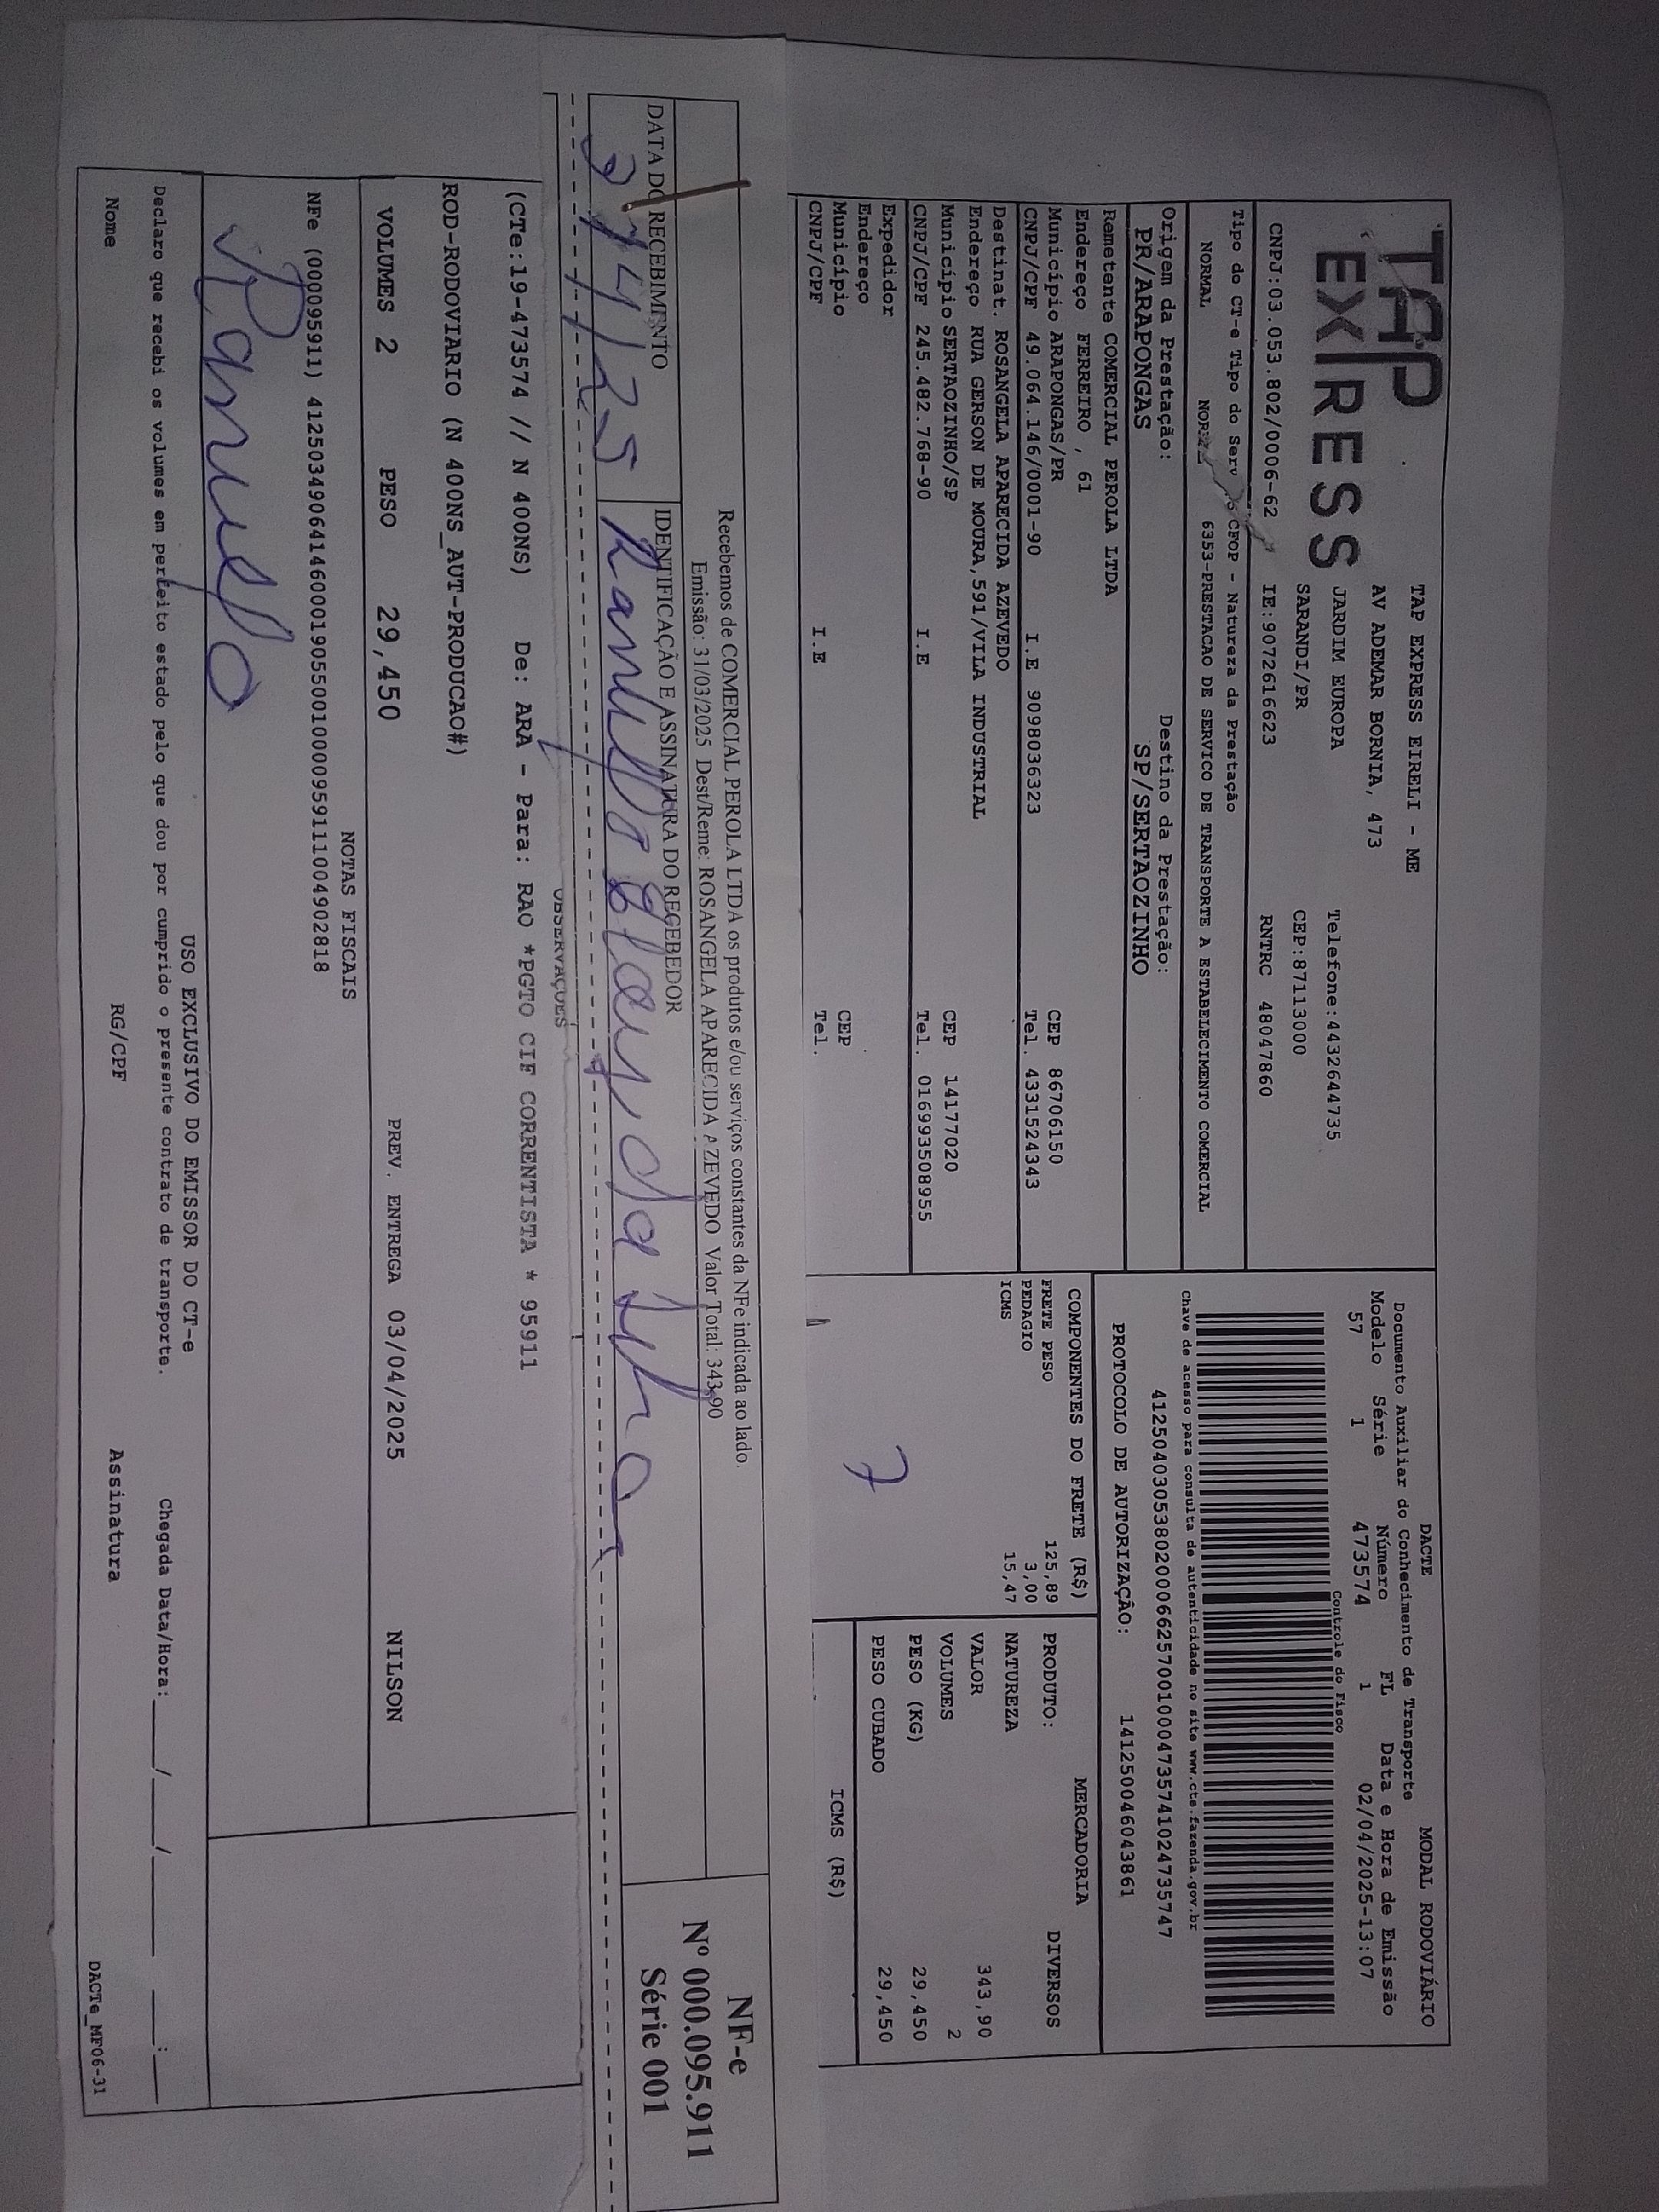 TAP
EXPRESS
TAP EXPRESS EIRELI - ME
AV ADEMAR BORNIA, 473
JARDIM EUROPA Telefone:4432644735
SARANDI/PR CEP:87113000
CNPJ:03.053.802/0006-62 IE:9072616623 RNTRC 48047860
Tipo do CT-e Tipo do Serv CFOP - Natureza da Prestação
NORMAL 6353-PRESTACAO DE SERVICO DE TRANSPORTE A ESTABELECIMENTO COMERCIAL
Origem da Prestação: Destino da Prestação:
PR/ARAPONGAS SP/SERTAOZINHO
Remetente COMERCIAL PEROLA LTDA
Endereço FERREIRO , 61
Município ARAPONGAS/PR CEP 86706150
CNPJ/CPF 49.064.146/0001-90 I.E 9098036323 Tel. 4331524343
Destinat. ROSANGELA APARECIDA AZEVEDO
Endereço RUA GERSON DE MOURA,591/VILA INDUSTRIAL
Município SERTAOZINHO/SP CEP 14177020
CNPJ/CPF 245.482.768-90 I.E Tel. 016993508955
Expedidor
Endereço
Município CEP
CNPJ/CPF I.E Tel.
DACTE MODAL RODOVIÁRIO
Documento Auxiliar do Conhecimento de Transporte
Modelo Série Número FL Data e Hora de Emissão
57 1 473574 1 02/04/2025-13:07
Controle do Fisco
Chave de acesso para consulta de autenticidade no site www.cte.fazenda.gov.br
41250403053802000662570010004735741024735747
PROTOCOLO DE AUTORIZAÇÃO: 141250046043861
COMPONENTES DO FRETE (R$)
FRETE PESO 125,89
PEDAGIO 3,00
ICMS 15,47
7
MERCADORIA
PRODUTO: DIVERSOS
NATUREZA
VALOR 343,90
VOLUMES 2
PESO (KG) 29,450
PESO CUBADO 29,450
ICMS (R$)
Recebemos de COMERCIAL PEROLA LTDA os produtos e/ou serviços constantes da NFe indicada ao lado.
Emissão: 31/03/2025 Dest/Reme: ROSANGELA APARECIDA AZEVEDO Valor Total: 343,90
DATA DO RECEBIMENTO IDENTIFICAÇÃO E ASSINATURA DO RECEBEDOR
NF-e
Nº 000.095.911
Série 001
OBSERVAÇÕES
(CTe:19-473574 // N 400NS) De: ARA - Para: RAO *PGTO CIF CORRENTISTA * 95911
ROD-RODOVIARIO (N 400NS_AUT-PRODUCAO#)
VOLUMES 2 PESO 29,450 PREV. ENTREGA 03/04/2025 NILSON
NOTAS FISCAIS
NFe (000095911) 41250349064146000190550010000959111004902818
USO EXCLUSIVO DO EMISSOR DO CT-e
Declaro que recebi os volumes em perfeito estado pelo que dou por cumprido o presente contrato de transporte. Chegada Data/Hora:____/____/______ ____:____
Nome RG/CPF Assinatura
DACTe_MF06-31